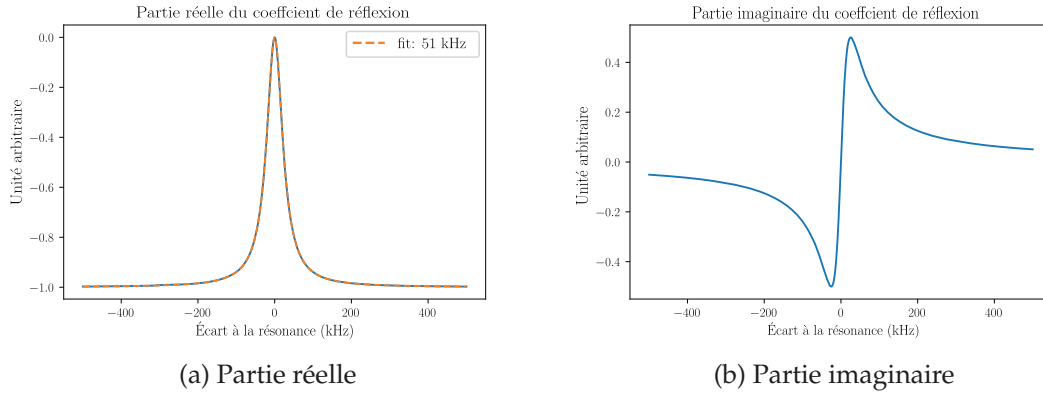 Partie réelle du coeffcient de réflexion
0.0
−0.2
−0.4
−0.6
−0.8
−1.0
Unité arbitraire
fit: 51 kHz
−400
−200
0
200
400
Écart à la résonance (kHz)
(a) Partie réelle
Partie imaginaire du coeffcient de réflexion
0.4
0.2
0.0
−0.2
−0.4
Unité arbitraire
−400
−200
0
200
400
Écart à la résonance (kHz)
(b) Partie imaginaire